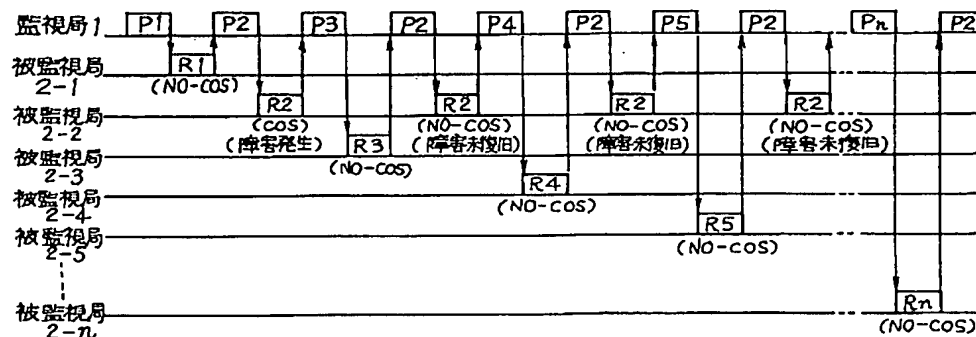 監視局1 P1 P2 P3 P2 P4 P2 P5 P2 Pn P2
被監視局 R1
2-1 (NO-COS)
被監視局 R2 R2 R2 R2
2-2 (COS) (NO-COS) (NO-COS) (NO-COS)
(障害発生) (障害未復旧) (障害未復旧) (障害未復旧)
被監視局 R3
2-3 (NO-COS)
被監視局 R4
2-4 (NO-COS)
被監視局 R5
2-5 (NO-COS)
被監視局 Rn
2-n (NO-COS)